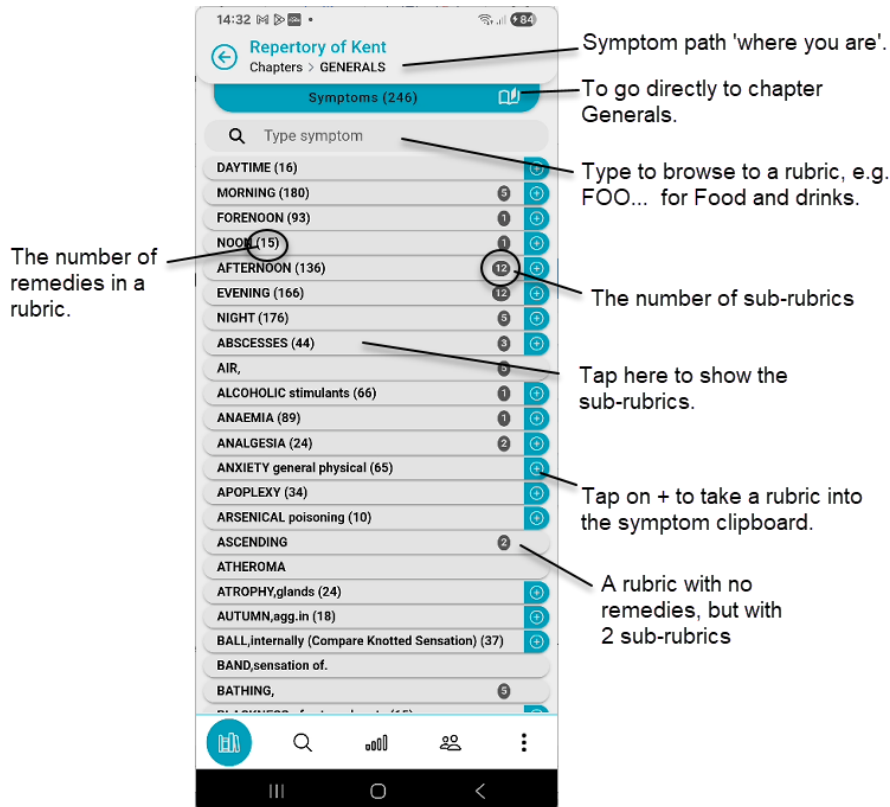 14:32
84
Repertory of Kent
Chapters > GENERALS
Symptoms (246)
Type symptom
DAYTIME (16)
MORNING (180) 5
FORENOON (93) 1
NOON (15) 1
AFTERNOON (136) 12
EVENING (166) 12
NIGHT (176) 5
ABSCESSES (44) 3
AIR, 5
ALCOHOLIC stimulants (66) 1
ANAEMIA (89) 1
ANALGESIA (24) 2
ANXIETY general physical (65)
APOPLEXY (34)
ARSENICAL poisoning (10)
ASCENDING 2
ATHEROMA
ATROPHY,glands (24)
AUTUMN,agg.in (18)
BALL,internally (Compare Knotted Sensation) (37)
BAND,sensation of.
BATHING, 5
The number of
remedies in a
rubric.
Symptom path 'where you are'.
To go directly to chapter
Generals.
Type to browse to a rubric, e.g.
FOO... for Food and drinks.
The number of sub-rubrics
Tap here to show the
sub-rubrics.
Tap on + to take a rubric into
the symptom clipboard.
A rubric with no
remedies, but with
2 sub-rubrics